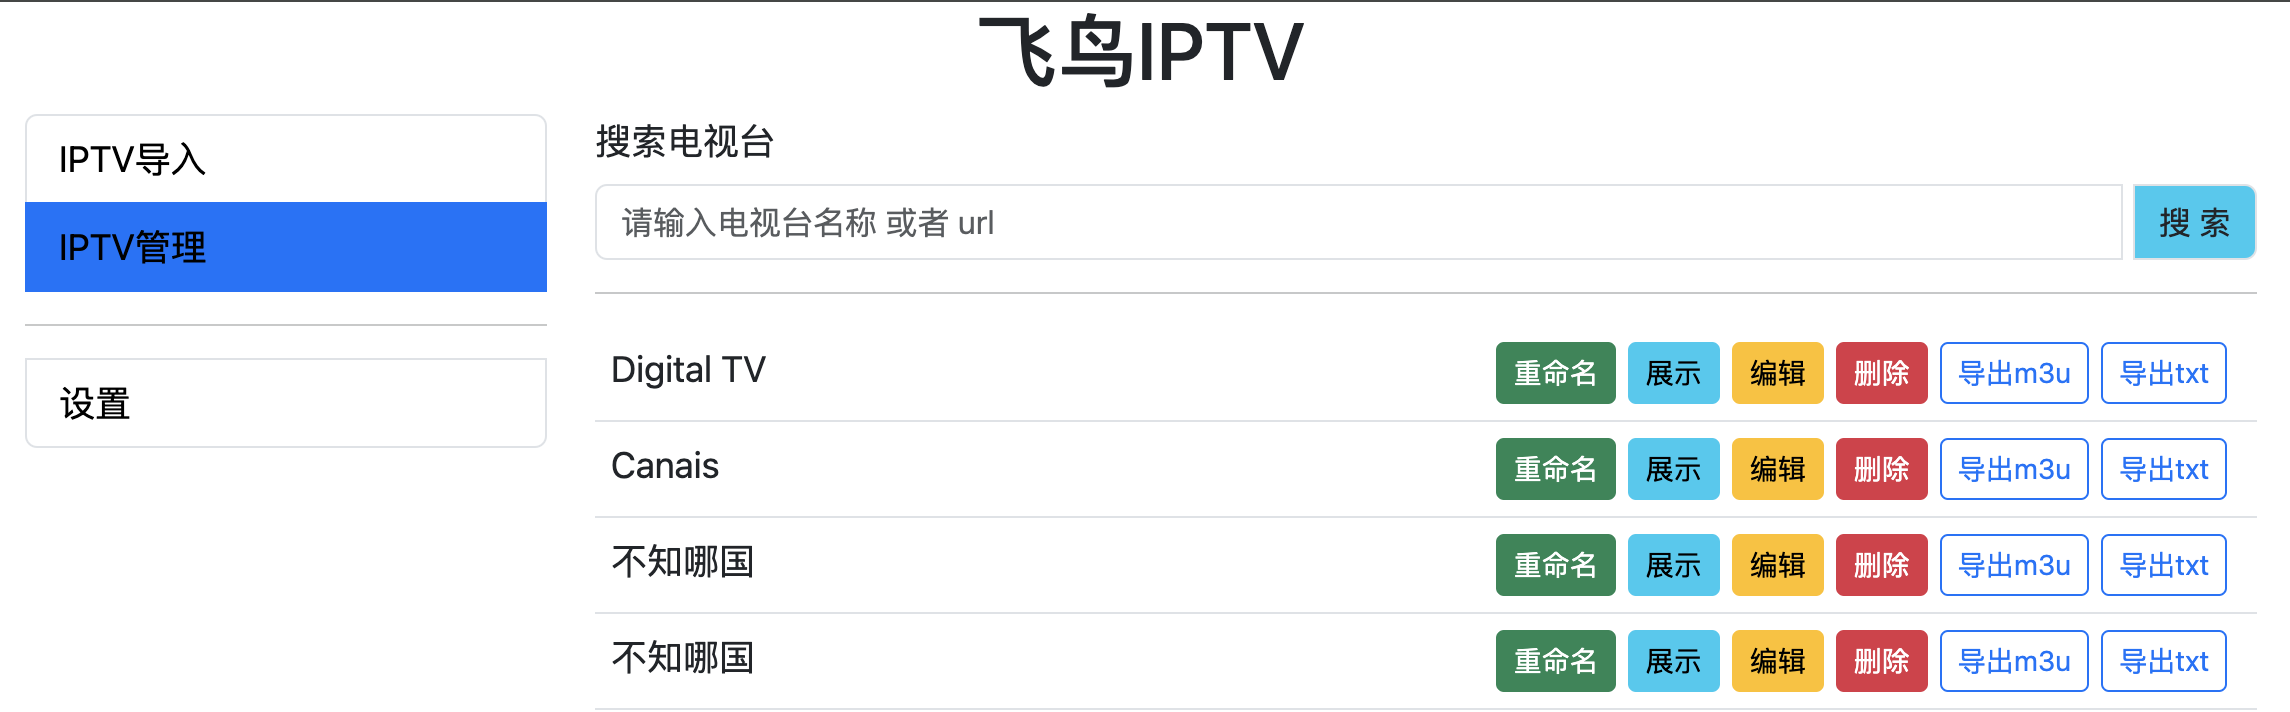 飞鸟IPTV
IPTV导入
IPTV管理
设置
搜索电视台
请输入电视台名称 或者 url
搜 索
Digital TV 重命名 展示 编辑 删除 导出m3u 导出txt
Canais 重命名 展示 编辑 删除 导出m3u 导出txt
不知哪国 重命名 展示 编辑 删除 导出m3u 导出txt
不知哪国 重命名 展示 编辑 删除 导出m3u 导出txt